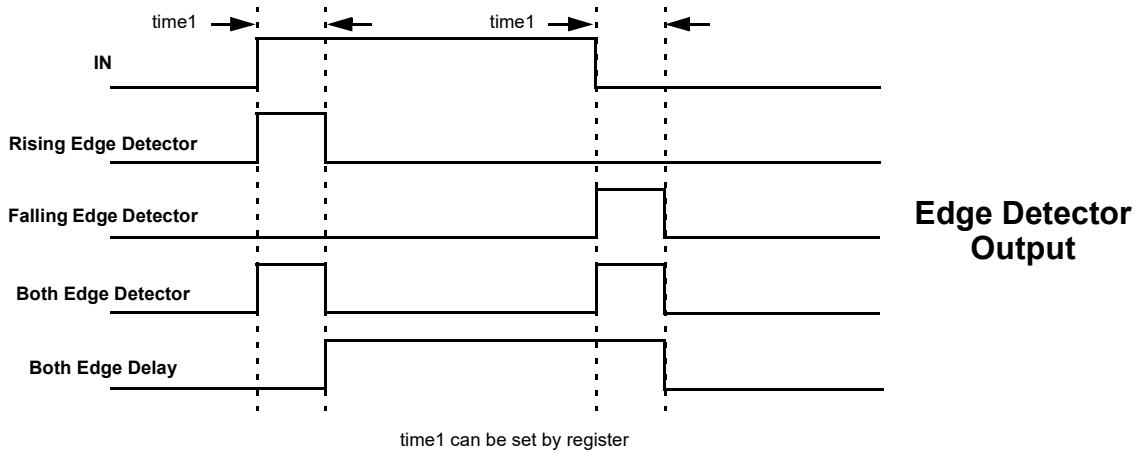 time1
time1
IN
Rising Edge Detector
Falling Edge Detector
Both Edge Detector
Both Edge Delay
Edge Detector
Output
time1 can be set by register